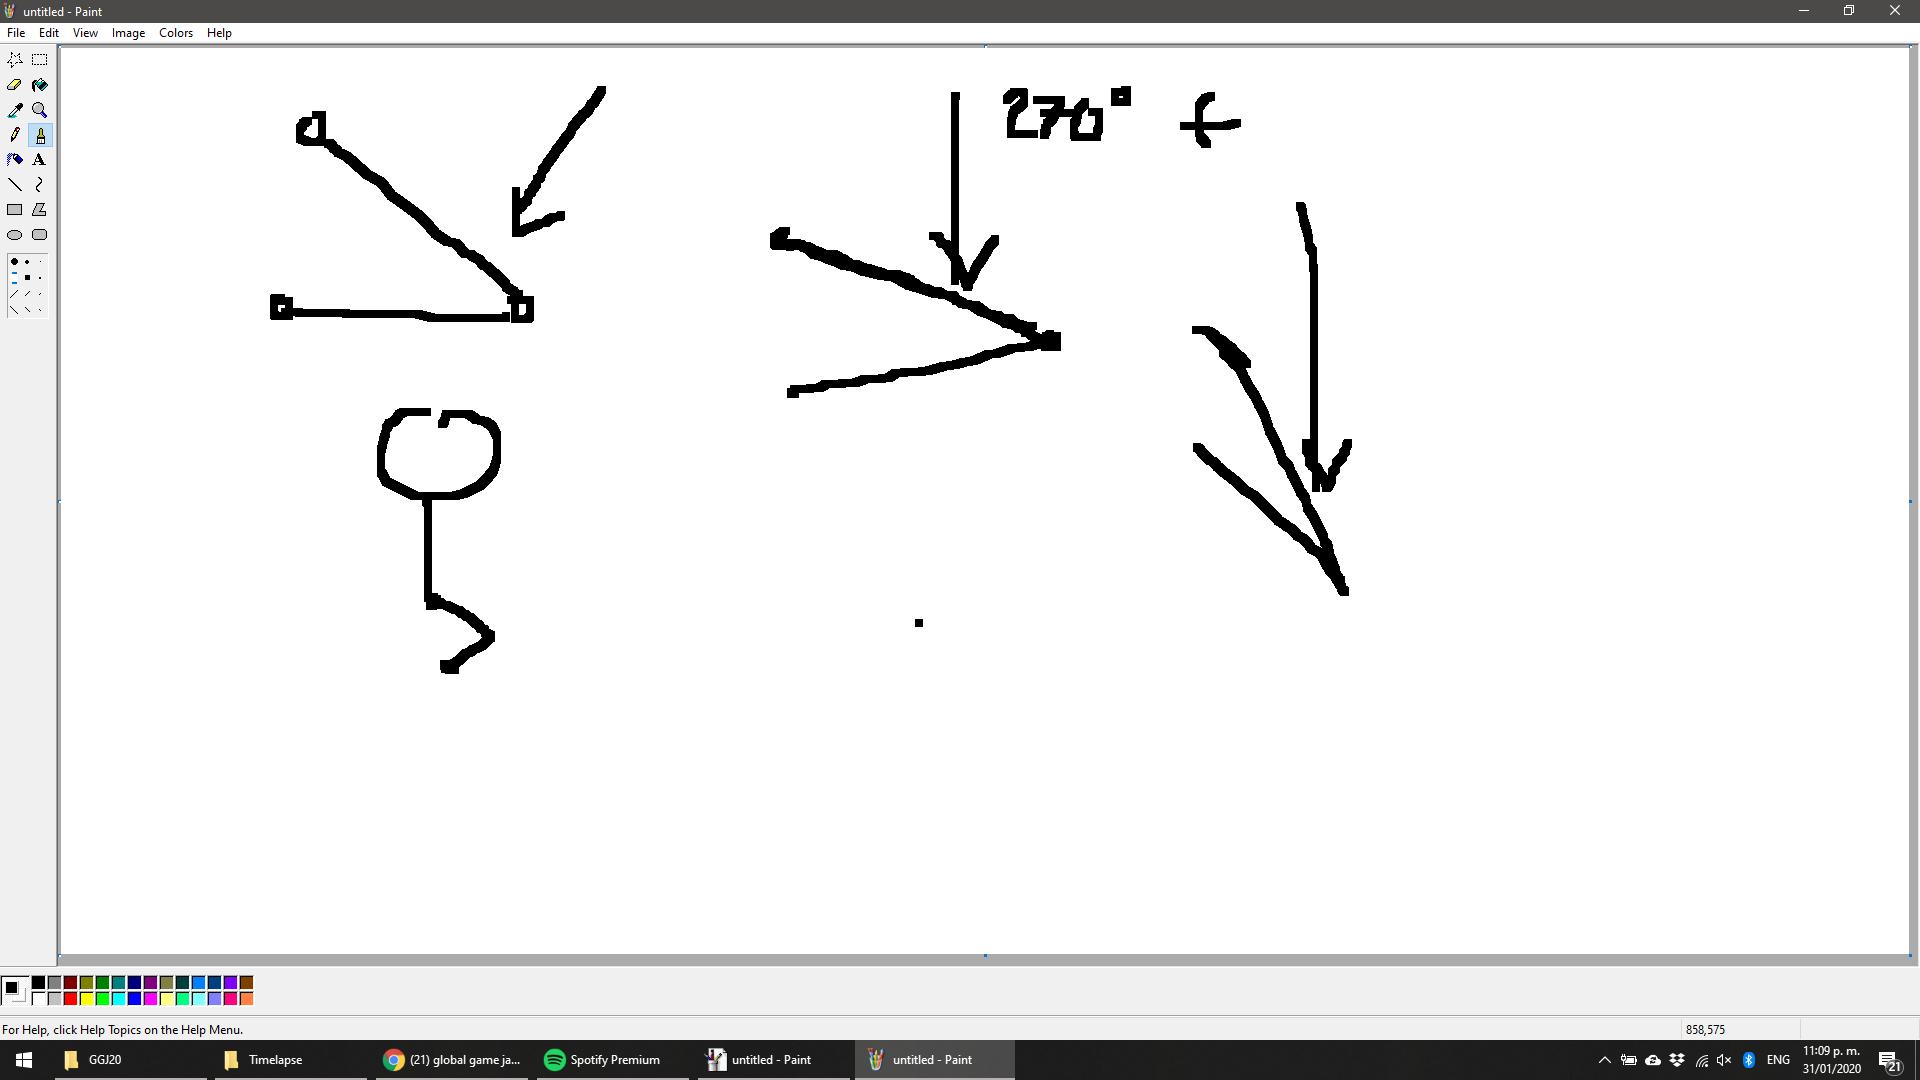 untitled - Paint
File Edit View Image Colors Help
270°
A
For Help, click Help Topics on the Help Menu.
858,575
GGJ20
Timelapse
(21) global game ja...
Spotify Premium
untitled - Paint
untitled - Paint
ENG
11:09 p. m.
31/01/2020
21